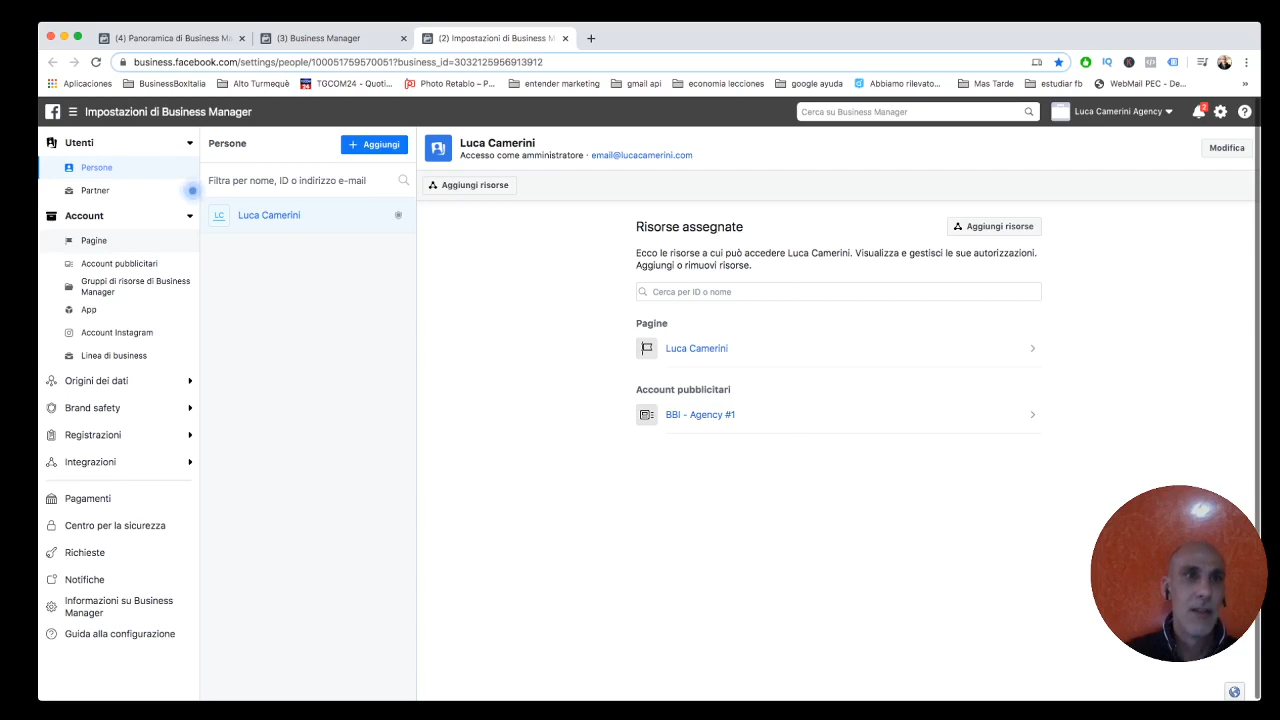 (4) Panoramica di Business Ma
(3) Business Manager
(2) Impostazioni di Business M
business.facebook.com/settings/people/100051759570051?business_id=3032125956913912
Aplicaciones
BusinessBoxItalia
Alto Turmequè
TGCOM24 - Quoti...
Photo Retablo – P...
entender marketing
gmail api
economia lecciones
google ayuda
Abbiamo rilevato...
Mas Tarde
estudiar fb
WebMail PEC - De...
»
Impostazioni di Business Manager
Cerca su Business Manager
Luca Camerini Agency
2
Utenti
Persone
Partner
Account
Pagine
Account pubblicitari
Gruppi di risorse di Business
Manager
App
Account Instagram
Linea di business
Origini dei dati
Brand safety
Registrazioni
Integrazioni
Pagamenti
Centro per la sicurezza
Richieste
Notifiche
Informazioni su Business
Manager
Guida alla configurazione
Persone
+ Aggiungi
Filtra per nome, ID o indirizzo e-mail
LC
Luca Camerini
Luca Camerini
Accesso come amministratore · email@lucacamerini.com
Modifica
Aggiungi risorse
Risorse assegnate
Aggiungi risorse
Ecco le risorse a cui può accedere Luca Camerini. Visualizza e gestisci le sue autorizzazioni.
Aggiungi o rimuovi risorse.
Cerca per ID o nome
Pagine
Luca Camerini
Account pubblicitari
BBI - Agency #1